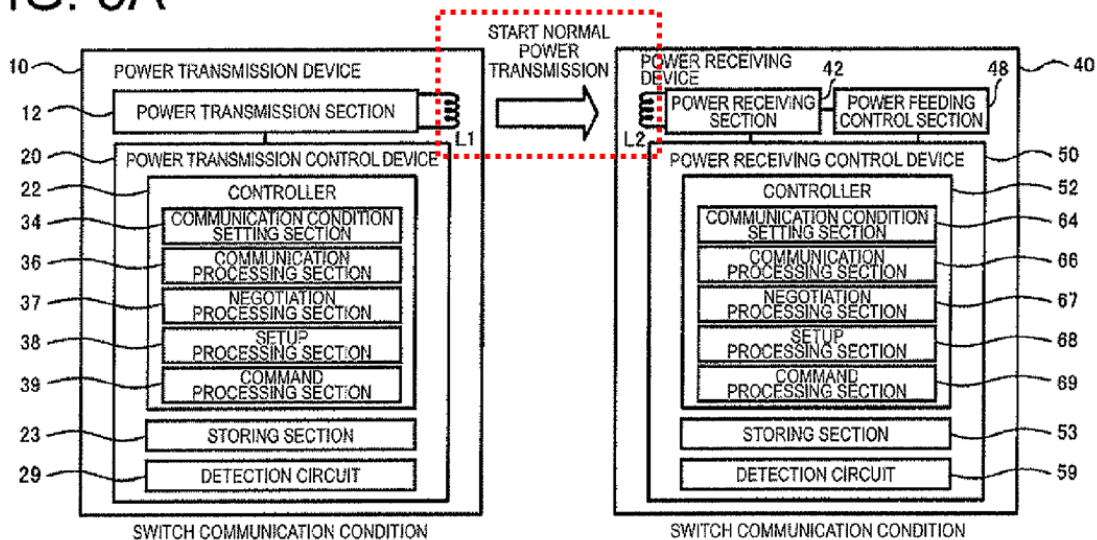 START NORMAL
POWER
TRANSMISSION
10
POWER TRANSMISSION DEVICE
12
POWER TRANSMISSION SECTION
L1
20
POWER TRANSMISSION CONTROL DEVICE
22
CONTROLLER
34
COMMUNICATION CONDITION
SETTING SECTION
36
COMMUNICATION
PROCESSING SECTION
37
NEGOTIATION
PROCESSING SECTION
38
SETUP
PROCESSING SECTION
39
COMMAND
PROCESSING SECTION
23
STORING SECTION
29
DETECTION CIRCUIT
SWITCH COMMUNICATION CONDITION
POWER RECEIVING
DEVICE
42
48
40
POWER RECEIVING
SECTION
POWER FEEDING
CONTROL SECTION
L2
POWER RECEIVING CONTROL DEVICE
50
CONTROLLER
52
COMMUNICATION CONDITION
SETTING SECTION
64
COMMUNICATION
PROCESSING SECTION
66
NEGOTIATION
PROCESSING SECTION
67
SETUP
PROCESSING SECTION
68
COMMAND
PROCESSING SECTION
69
STORING SECTION
53
DETECTION CIRCUIT
59
SWITCH COMMUNICATION CONDITION